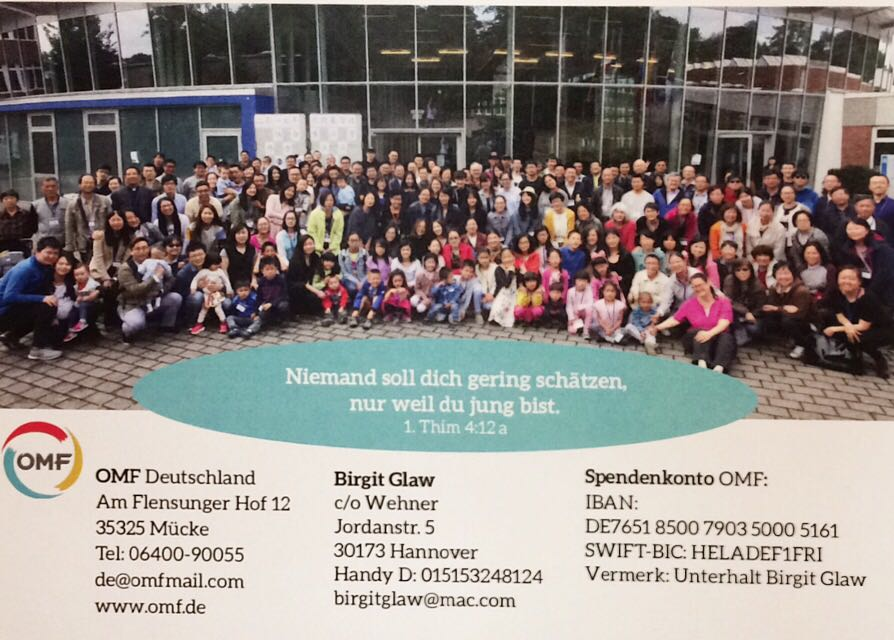 Niemand soll dich gering schätzen,
nur weil du jung bist.
1. Thim 4:12 a
OMF
OMF Deutschland
Am Flensunger Hof 12
35325 Mücke
Tel: 06400-90055
de@omfmail.com
www.omf.de
Birgit Glaw
c/o Wehner
Jordanstr. 5
30173 Hannover
Handy D: 015153248124
birgitglaw@mac.com
Spendenkonto OMF:
IBAN:
DE7651 8500 7903 5000 5161
SWIFT-BIC: HELADEF1FRI
Vermerk: Unterhalt Birgit Glaw